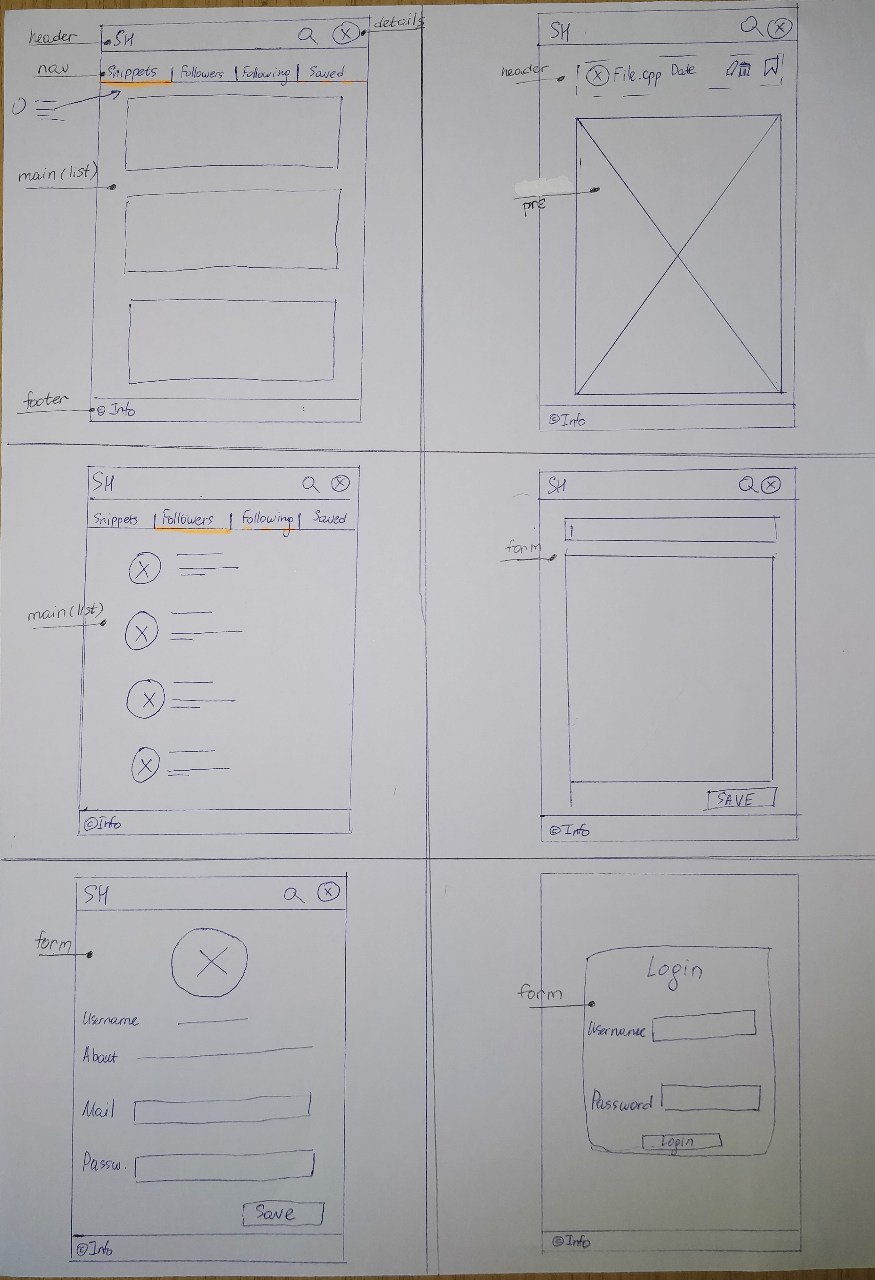 header
SH
details
nav
Snippets | Followers | Following | Saved
main(list)
footer
© Info
SH
header
File.cpp Date
pre
© Info
SH
Snippets | Followers | Following | Saved
main(list)
© Info
SH
form
SAVE
© Info
SH
form
Username
About
Mail
Passw.
Save
© Info
Login
form
Username
Password
Login
© Info